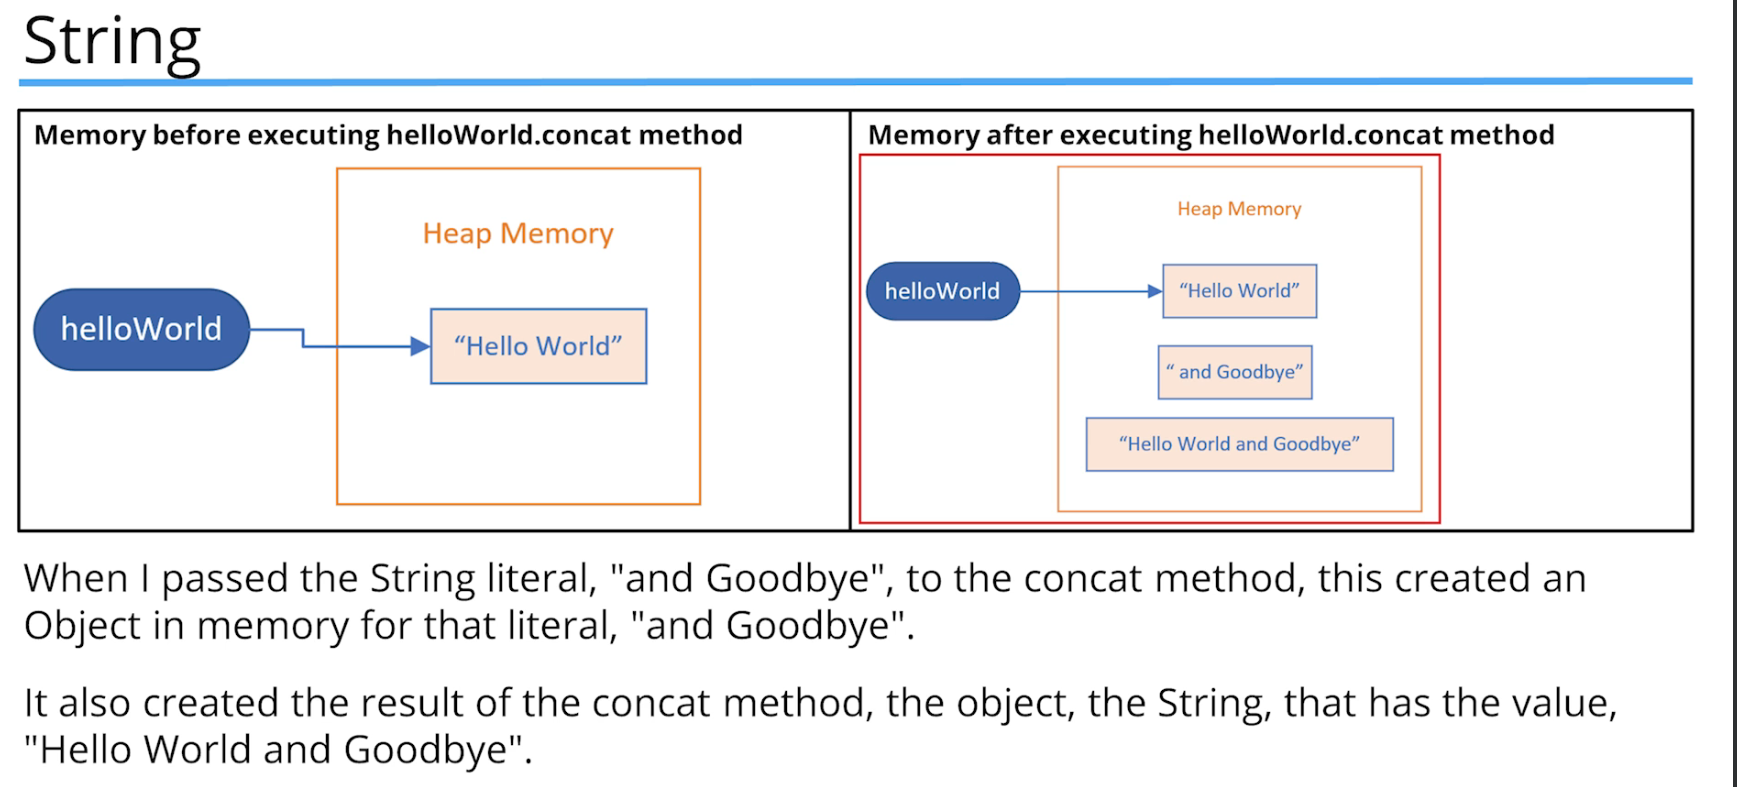 String
Memory before executing helloWorld.concat method
Heap Memory
helloWorld
“Hello World”
Memory after executing helloWorld.concat method
Heap Memory
helloWorld
“Hello World”
“ and Goodbye”
“Hello World and Goodbye”
When I passed the String literal, "and Goodbye", to the concat method, this created an
Object in memory for that literal, "and Goodbye".
It also created the result of the concat method, the object, the String, that has the value,
"Hello World and Goodbye".